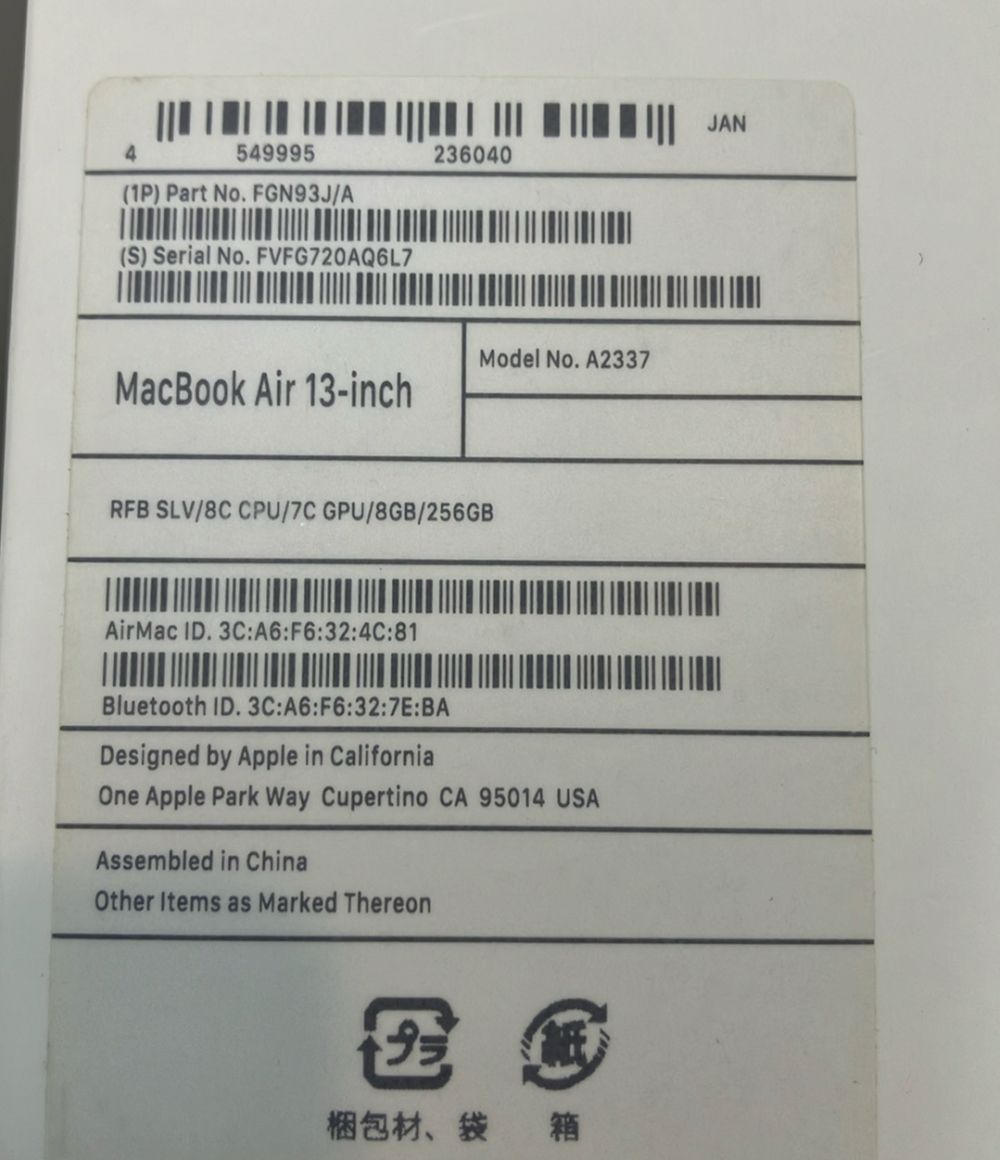 JAN
4 549995 236040
(1P) Part No. FGN93J/A
(S) Serial No. FVFG720AQ6L7
MacBook Air 13-inch
Model No. A2337
RFB SLV/8C CPU/7C GPU/8GB/256GB
AirMac ID. 3C:A6:F6:32:4C:81
Bluetooth ID. 3C:A6:F6:32:7E:BA
Designed by Apple in California
One Apple Park Way Cupertino CA 95014 USA
Assembled in China
Other Items as Marked Thereon
プラ 紙
梱包材、袋 箱